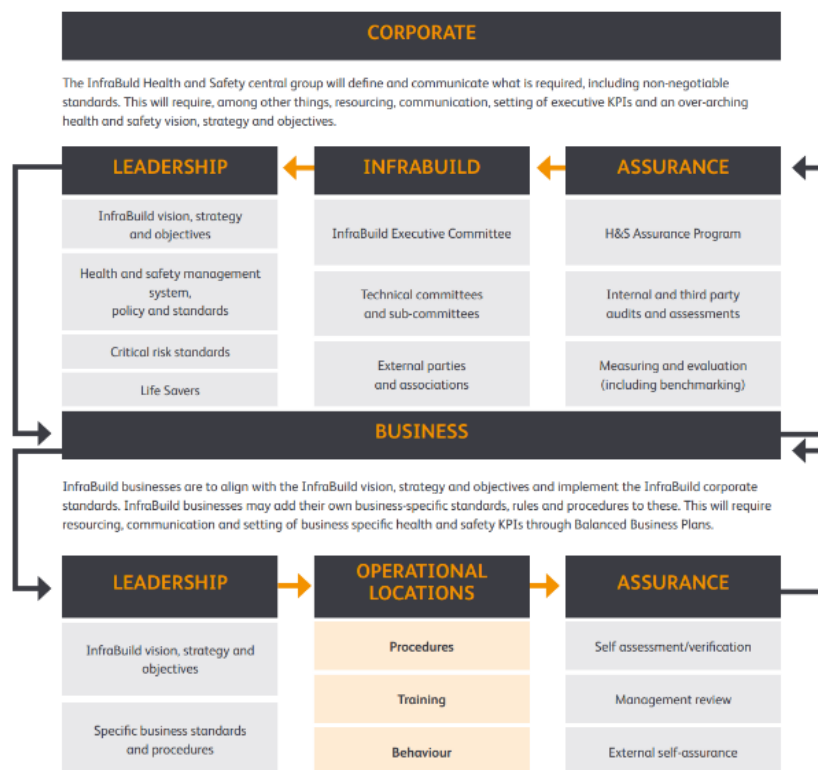 CORPORATE
The InfraBuld Health and Safety central group will define and communicate what is required, including non-negotiable
standards. This will require, among other things, resourcing, communication, setting of executive KPIs and an over-arching
health and safety vision, strategy and objectives.
LEADERSHIP
InfraBuild vision, strategy
and objectives
Health and safety management
system,
policy and standards
Critical risk standards
Life Savers
INFRABUILD
InfraBuild Executive Committee
Technical committees
and sub-committees
External parties
and associations
ASSURANCE
H&S Assurance Program
Internal and third party
audits and assessments
Measuring and evaluation
(including benchmarking)
BUSINESS
InfraBuild businesses are to align with the InfraBuild vision, strategy and objectives and implement the InfraBuild corporate
standards. InfraBuild businesses may add their own business-specific standards, rules and procedures to these. This will require
resourcing, communication and setting of business specific health and safety KPIs through Balanced Business Plans.
LEADERSHIP
InfraBuild vision, strategy and
objectives
Specific business standards
and procedures
OPERATIONAL
LOCATIONS
Procedures
Training
Behaviour
ASSURANCE
Self assessment/verification
Management review
External self-assurance